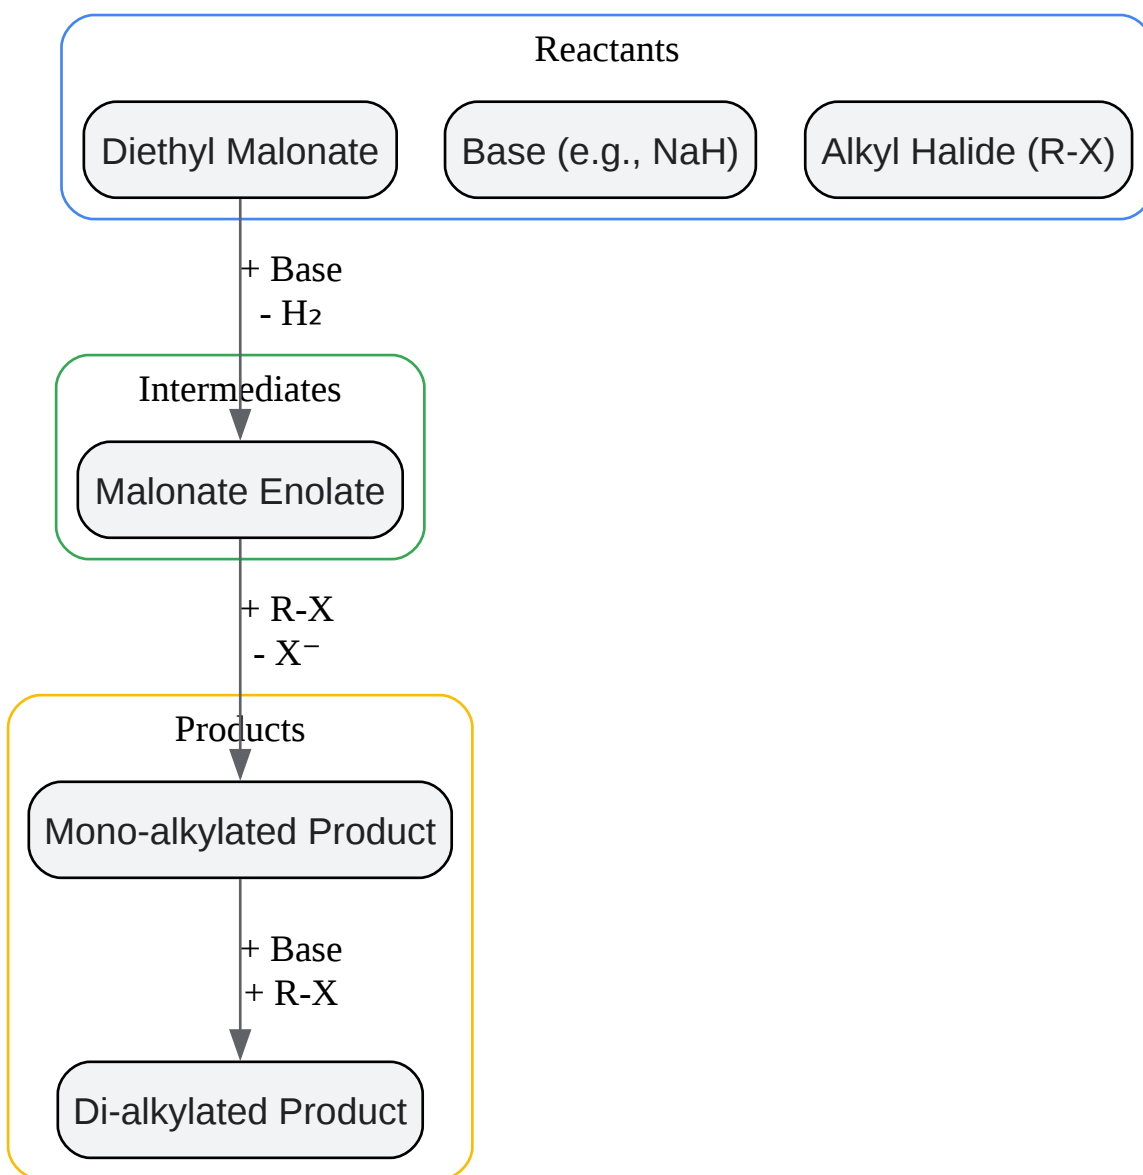 Reactants
Diethyl Malonate
Base (e.g., NaH)
Alkyl Halide (R-X)
+ Base
- H₂
Intermediates
Malonate Enolate
+ R-X
- X⁻
Products
Mono-alkylated Product
+ Base
+ R-X
Di-alkylated Product